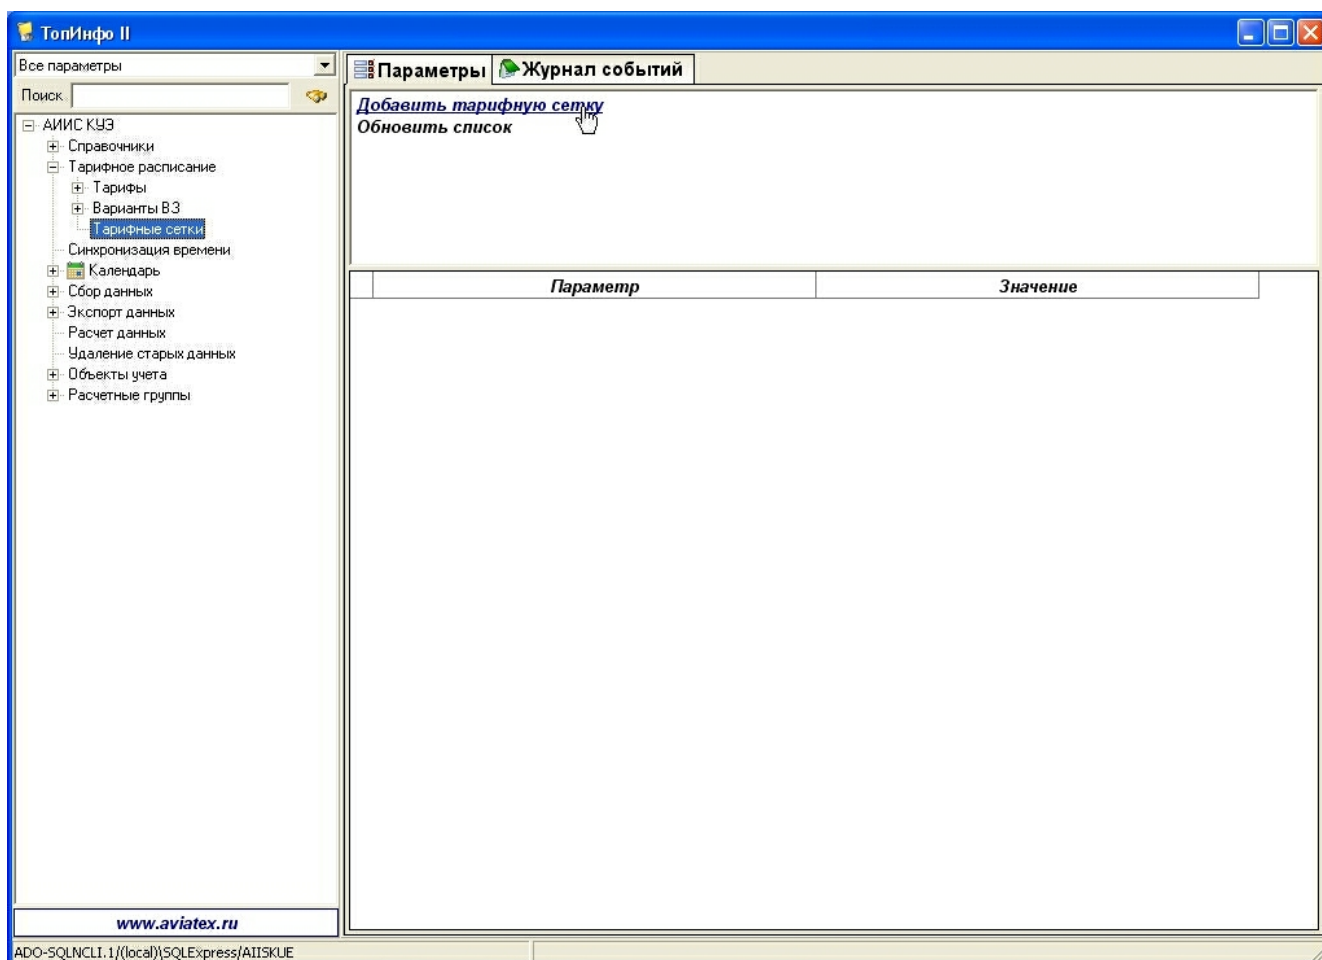 ТопИнфо II
Все параметры
Поиск
АИИС КУЭ
Справочники
Тарифное расписание
Тарифы
Варианты ВЗ
Тарифные сетки
Синхронизация времени
Календарь
Сбор данных
Экспорт данных
Расчет данных
Удаление старых данных
Объекты учета
Расчетные группы
www.aviatex.ru
Параметры Журнал событий
Добавить тарифную сетку
Обновить список
Параметр Значение
ADO-SQLNCLI.1/(local)\SQLExpress/AIISKUE